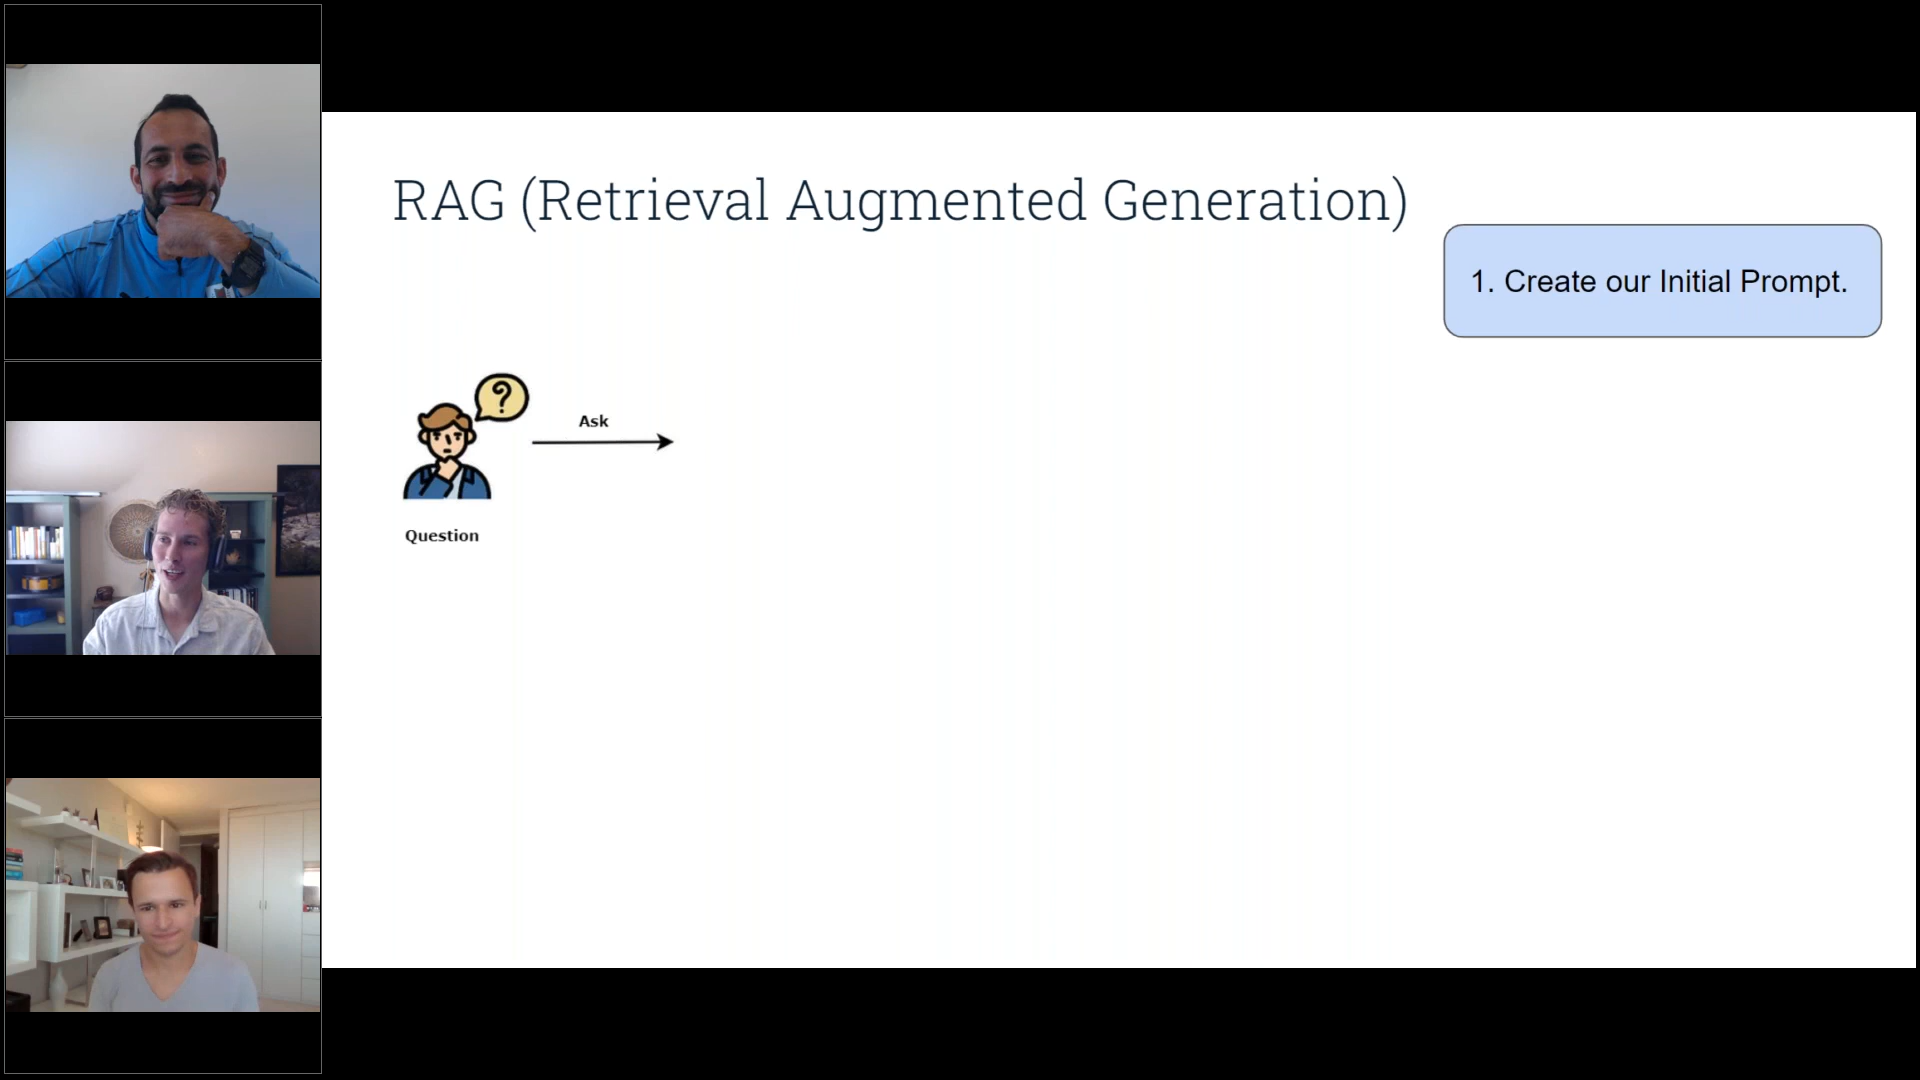 RAG (Retrieval Augmented Generation)
1. Create our Initial Prompt.
?
Ask
Question